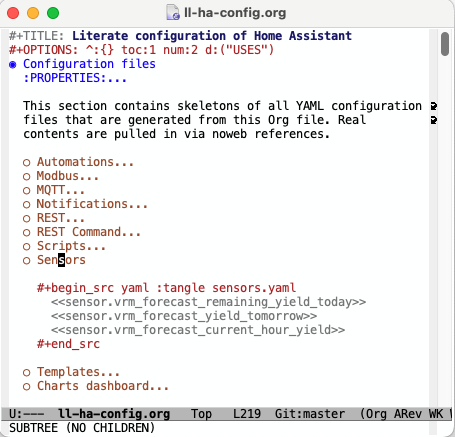 ll-ha-config.org
#+TITLE: Literate configuration of Home Assistant
#+OPTIONS: ^:{} toc:1 num:2 d:("USES")
◉ Configuration files
:PROPERTIES:...
This section contains skeletons of all YAML configuration
files that are generated from this Org file. Real
contents are pulled in via noweb references.
○ Automations...
○ Modbus...
○ MQTT...
○ Notifications...
○ REST...
○ REST Command...
○ Scripts...
○ Sensors
#+begin_src yaml :tangle sensors.yaml
<<sensor.vrm_forecast_remaining_yield_today>>
<<sensor.vrm_forecast_yield_tomorrow>>
<<sensor.vrm_forecast_current_hour_yield>>
#+end_src
○ Templates...
○ Charts dashboard...
U:--- ll-ha-config.org Top L219 Git:master (Org ARev WK
SUBTREE (NO CHILDREN)